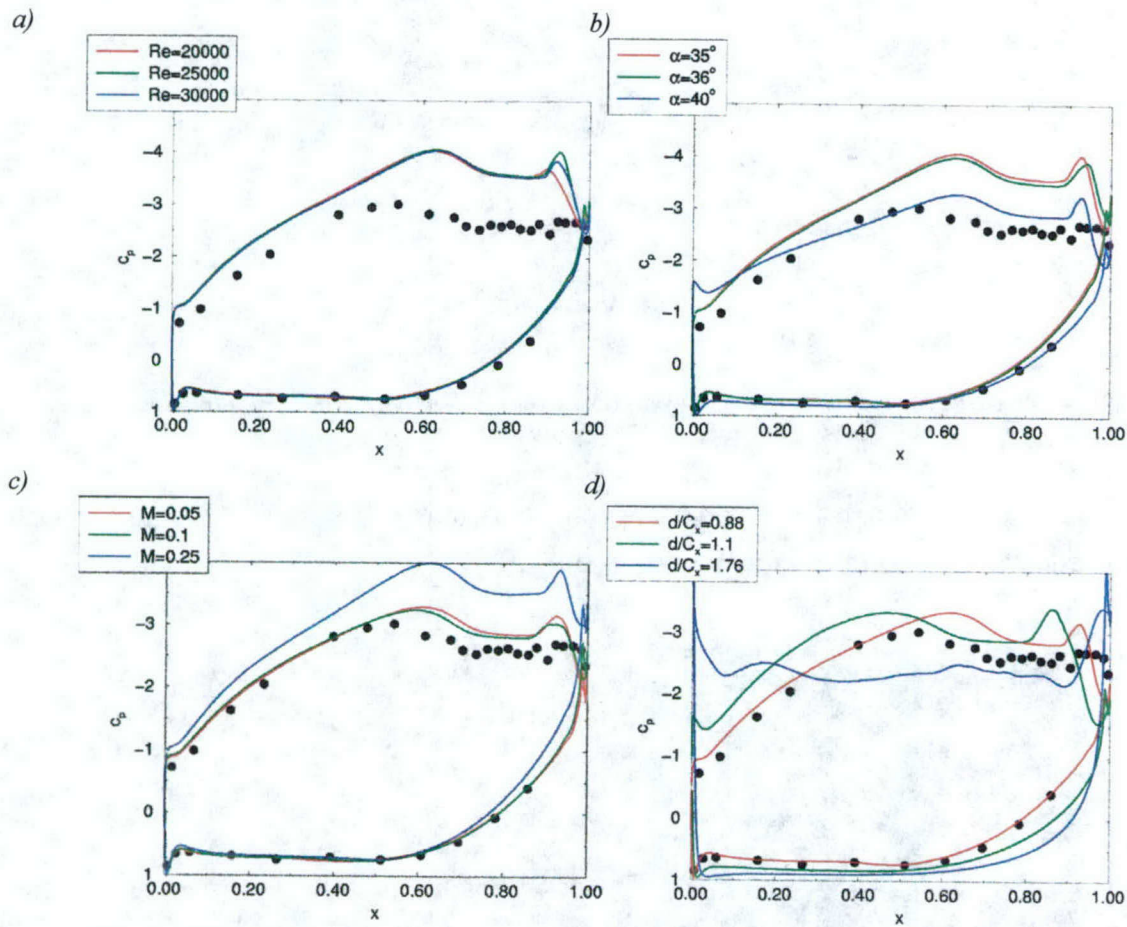 a)
Re=20000
Re=25000
Re=30000
−4
−3
−2
−1
0
1
cₚ
0.00 0.20 0.40 0.60 0.80 1.00
x
b)
α=35°
α=36°
α=40°
−4
−3
−2
−1
0
cₚ
0.00 0.20 0.40 0.60 0.80 1.00
x
c)
M=0.05
M=0.1
M=0.25
−3
−2
−1
0
1
cₚ
0.00 0.20 0.40 0.60 0.80 1.00
x
d)
d/Cₓ=0.88
d/Cₓ=1.1
d/Cₓ=1.76
−3
−2
−1
0
1
cₚ
0.00 0.20 0.40 0.60 0.80 1.00
x